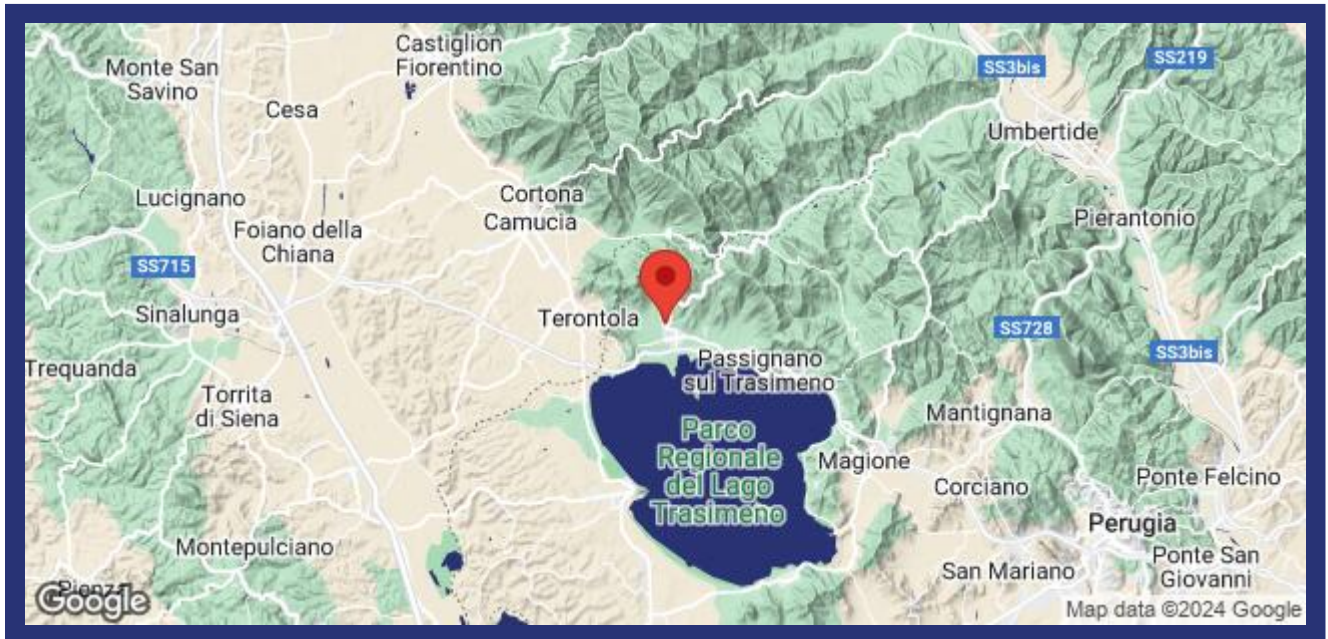 Castiglion
Fiorentino
Monte San
Savino
Cesa
SS3bis
SS219
Umbertide
Lucignano
Cortona
Camucia
Foiano della
Chiana
Pierantonio
SS715
Sinalunga
Terontola
SS728
SS3bis
Trequanda
Torrita
di Siena
Passignano
sul Trasimeno
Mantignana
Parco
Regionale
del Lago
Trasimeno
Magione
Corciano
Ponte Felcino
Perugia
Montepulciano
San Mariano
Ponte San
Giovanni
Pienza
Google
Map data ©2024 Google